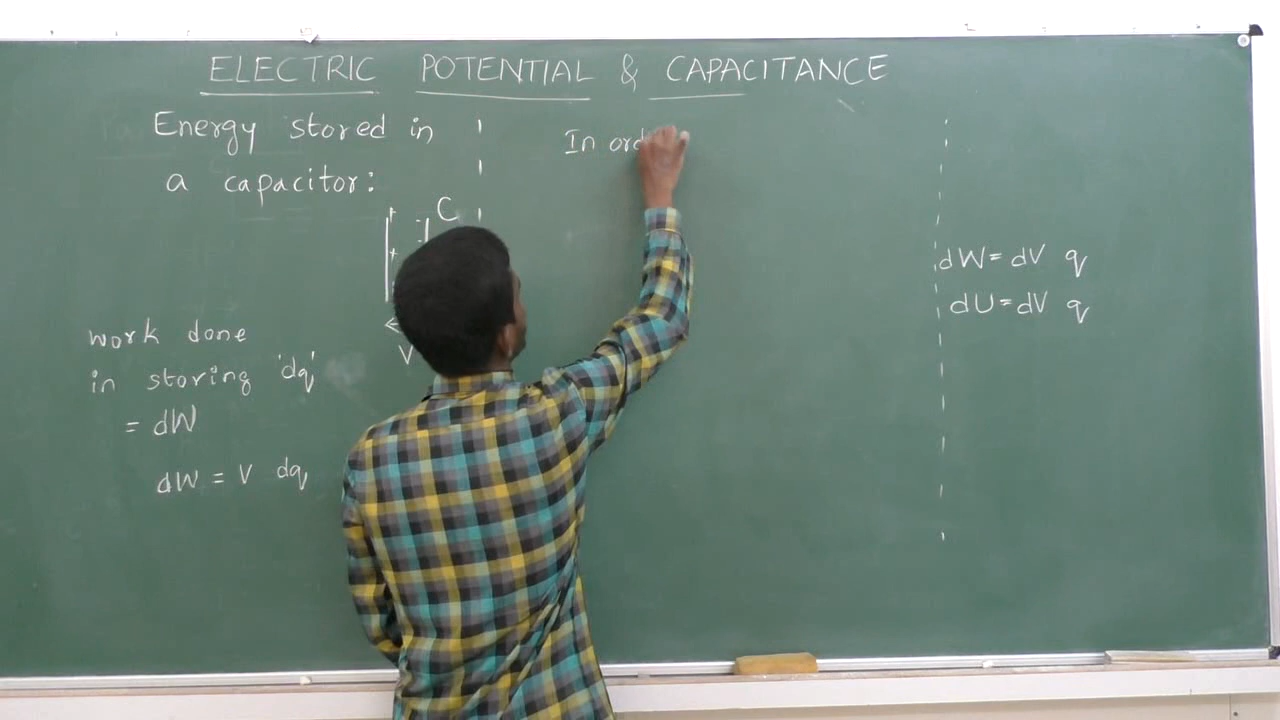 ELECTRIC POTENTIAL & CAPACITANCE
Energy stored in
a capacitor:
C
V
work done
in storing 'dq'
= dW
dW = V dq
In
dW = dV q
dU = dV q